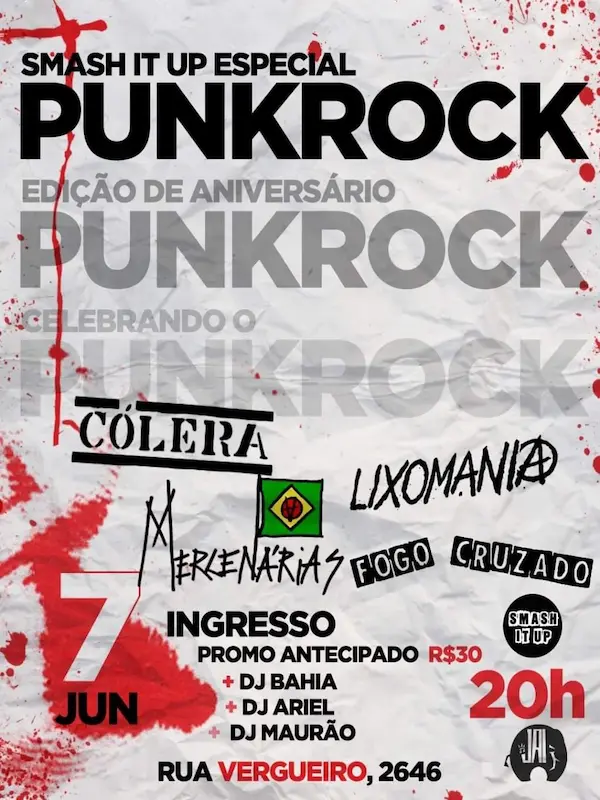 SMASH IT UP ESPECIAL
PUNKROCK
EDIÇÃO DE ANIVERSÁRIO
PUNKROCK
CELEBRANDO O
PUNKROCK
CÓLERA
LIXOMANIA
MERCENÁRIAS
FOGO CRUZADO
7
JUN
INGRESSO
PROMO ANTECIPADO R$30
+ DJ BAHIA
+ DJ ARIEL
+ DJ MAURÃO
SMASH
IT UP
20h
JAI
RUA VERGUEIRO, 2646